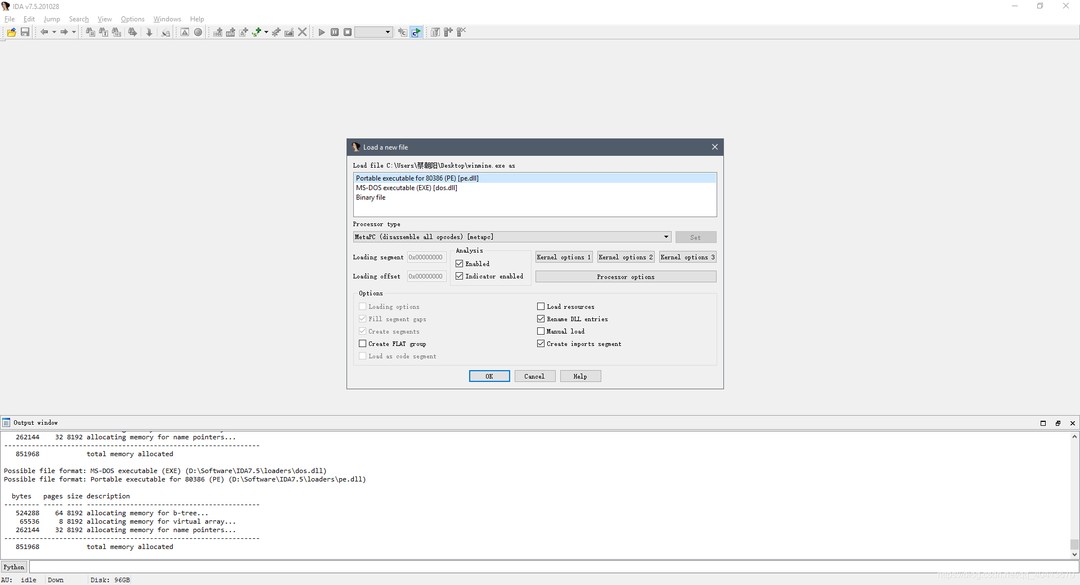 IDA v7.5.201028
File Edit Jump Search View Options Windows Help
Load a new file
Load file C:\Users\蔡朝阳\Desktop\winmine.exe as
Portable executable for 80386 (PE) [pe.dll]
MS-DOS executable (EXE) [dos.dll]
Binary file
Processor type
MetaPC (disassemble all opcodes) [metapc]
Set
Analysis
Loading segment 0x00000000
Enabled
Kernel options 1 Kernel options 2 Kernel options 3
Loading offset 0x00000000
Indicator enabled
Processor options
Options
Loading options
Load resources
Fill segment gaps
Rename DLL entries
Create segments
Manual load
Create FLAT group
Create imports segment
Load as code segment
OK Cancel Help
Output window
262144 32 8192 allocating memory for name pointers...
-----------------------------------------------------------------
851968 total memory allocated
Possible file format: MS-DOS executable (EXE) (D:\Software\IDA7.5\loaders\dos.dll)
Possible file format: Portable executable for 80386 (PE) (D:\Software\IDA7.5\loaders\pe.dll)
bytes pages size description
--------- ----- ---- --------------------------------------------
524288 64 8192 allocating memory for b-tree...
65536 8 8192 allocating memory for virtual array...
262144 32 8192 allocating memory for name pointers...
-----------------------------------------------------------------
851968 total memory allocated
Python
AU: idle Down Disk: 96GB